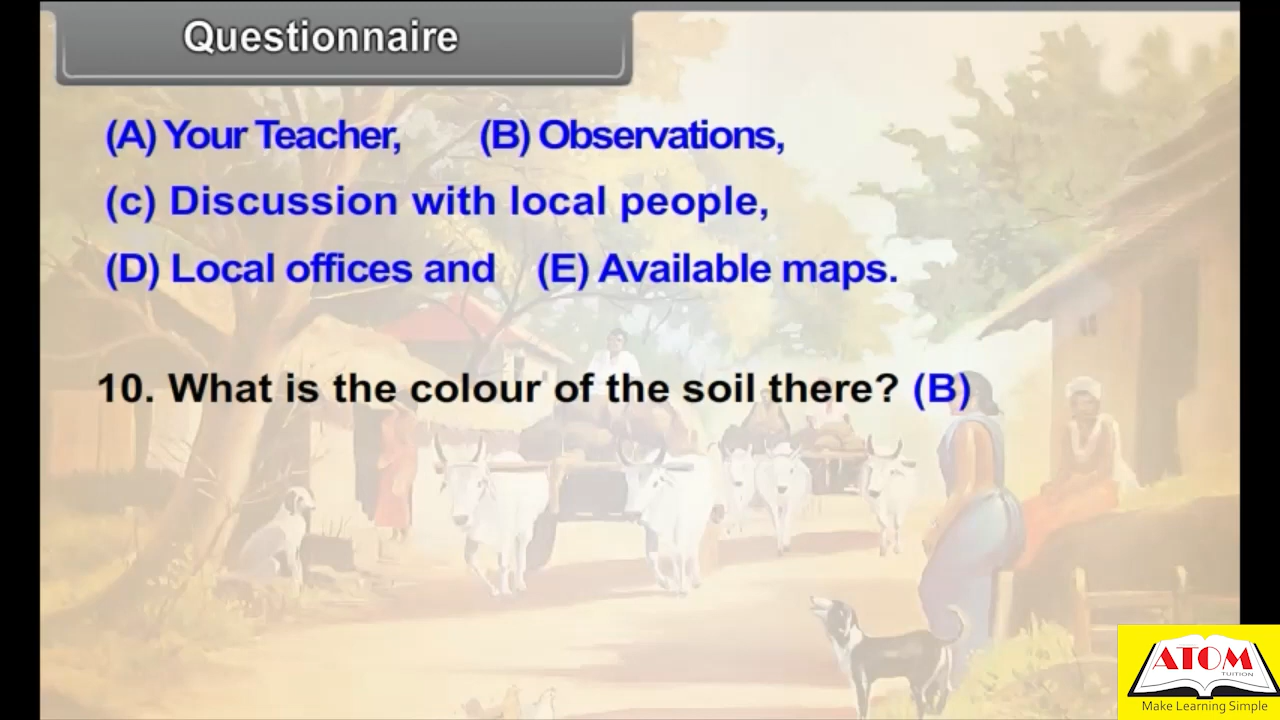 Questionnaire
(A) Your Teacher, (B) Observations,
(c) Discussion with local people,
(D) Local offices and (E) Available maps.
10. What is the colour of the soil there? (B)
ATOM
TUITION
Make Learning Simple